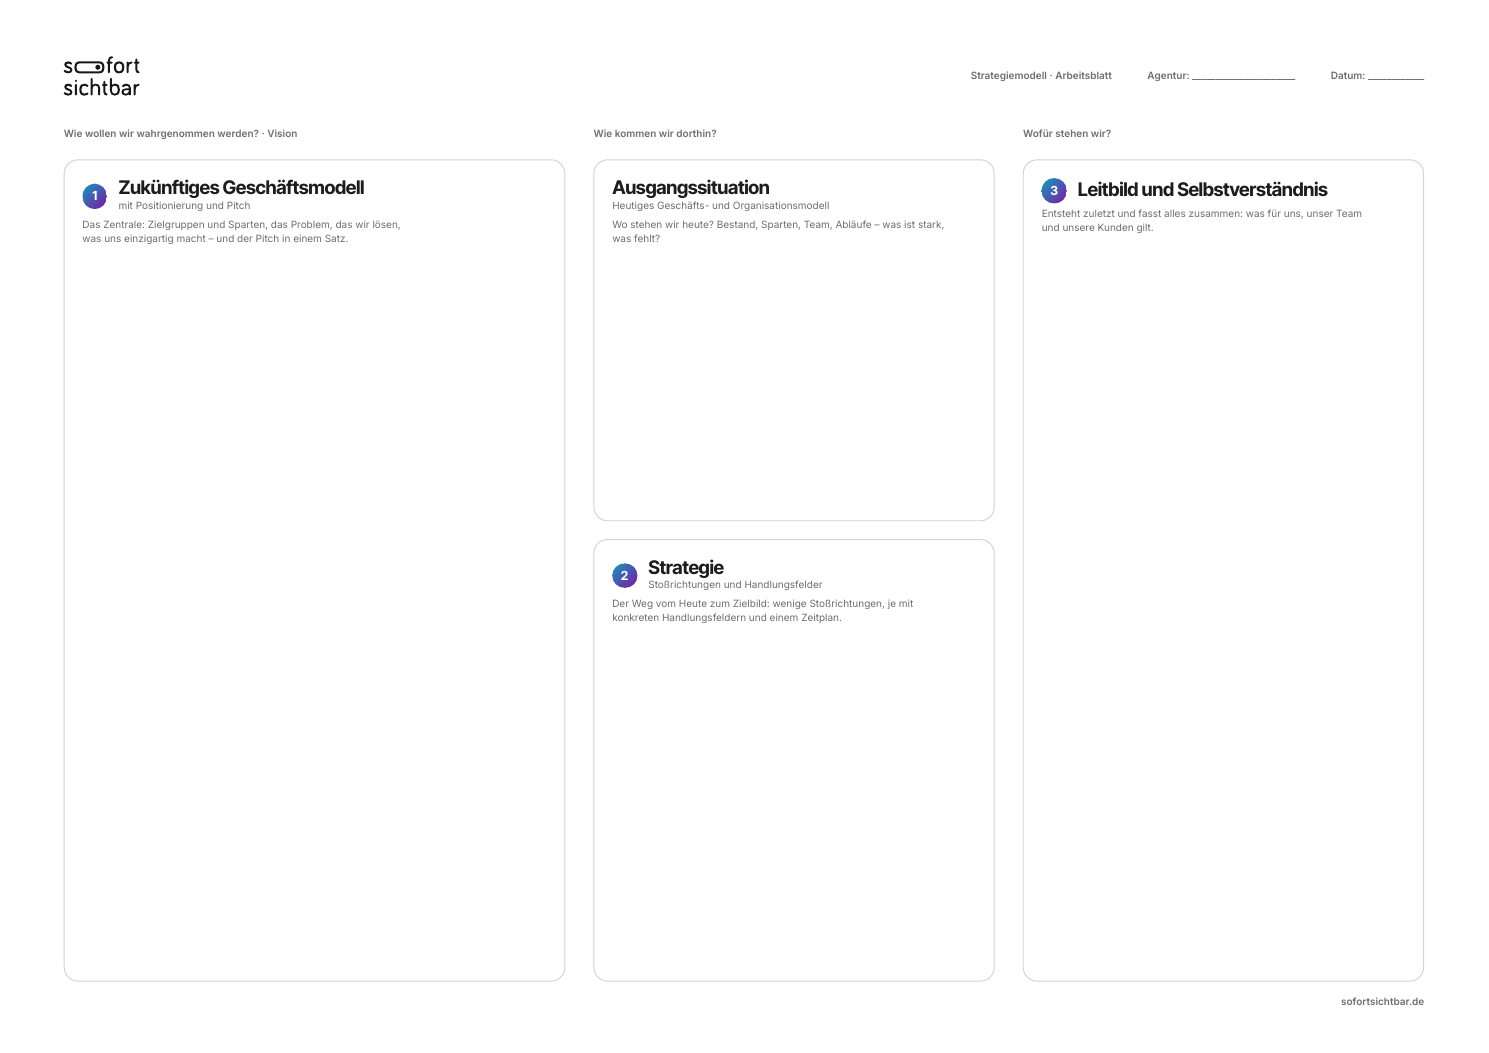 sofort
sichtbar
Strategiemodell · Arbeitsblatt
Agentur: ______________________
Datum: ____________
Wie wollen wir wahrgenommen werden? · Vision
1
Zukünftiges Geschäftsmodell
mit Positionierung und Pitch
Das Zentrale: Zielgruppen und Sparten, das Problem, das wir lösen,
was uns einzigartig macht – und der Pitch in einem Satz.
Wie kommen wir dorthin?
Ausgangssituation
Heutiges Geschäfts- und Organisationsmodell
Wo stehen wir heute? Bestand, Sparten, Team, Abläufe – was ist stark,
was fehlt?
2
Strategie
Stoßrichtungen und Handlungsfelder
Der Weg vom Heute zum Zielbild: wenige Stoßrichtungen, je mit
konkreten Handlungsfeldern und einem Zeitplan.
Wofür stehen wir?
3
Leitbild und Selbstverständnis
Entsteht zuletzt und fasst alles zusammen: was für uns, unser Team
und unsere Kunden gilt.
sofortsichtbar.de